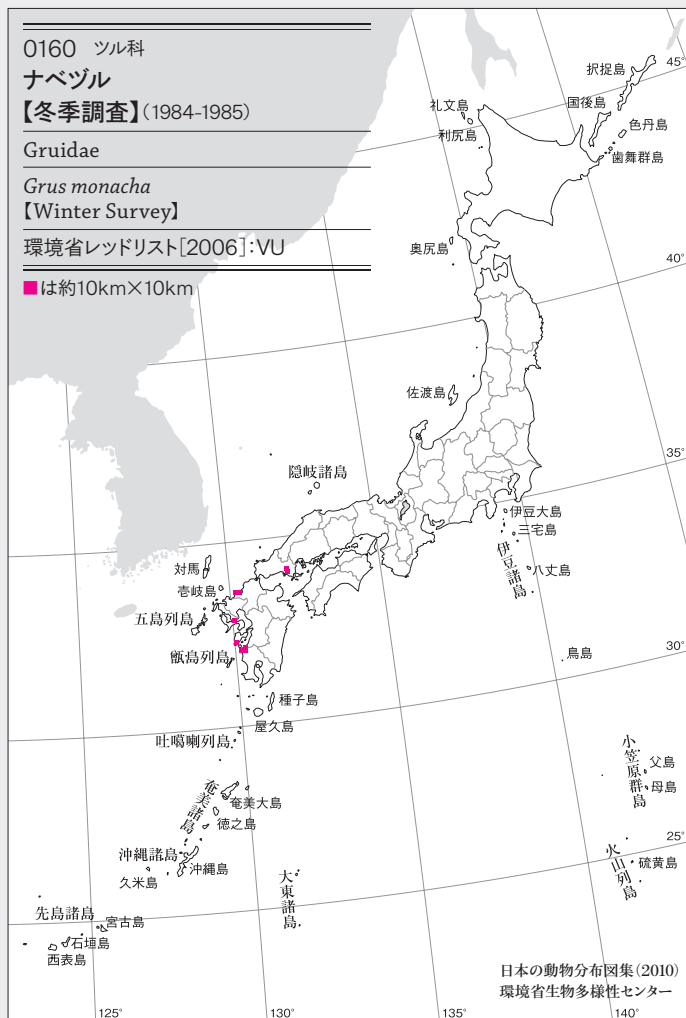 0160 ツル科
ナベヅル
【冬季調査】(1984-1985)
Gruidae
Grus monacha
【Winter Survey】
環境省レッドリスト[2006]:VU
■は約10km×10km
45°
択捉島
国後島
礼文島
色丹島
利尻島
歯舞群島
奥尻島
40°
佐渡島
35°
隠岐諸島
伊豆大島
三宅島
伊豆諸島
八丈島
対馬
壱岐島
五島列島
甑島列島
鳥島
30°
種子島
屋久島
吐噶喇列島
小笠原群島
父島
母島
奄美諸島
奄美大島
徳之島
25°
沖縄諸島
沖縄島
久米島
大東諸島
火山列島
硫黄島
先島諸島
宮古島
石垣島
西表島
日本の動物分布図集(2010)
環境省生物多様性センター
125°
130°
135°
140°